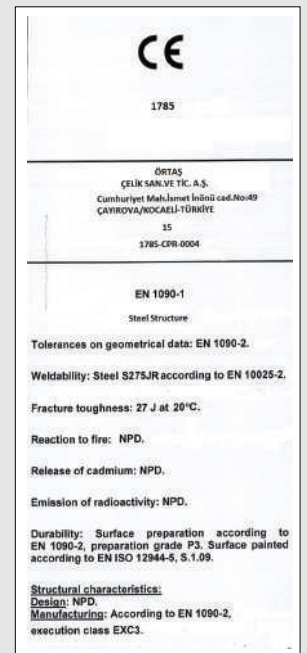 CE
1785
ÖRTAŞ
ÇELİK SAN.VE TİC. A.Ş.
Cumhuriyet Mah.İsmet İnönü cad.No:49
ÇAYIROVA/KOCAELİ-TÜRKİYE
15
1785-CPR-0004
EN 1090-1
Steel Structure
Tolerances on geometrical data: EN 1090-2.
Weldability: Steel S275JR according to EN 10025-2.
Fracture toughness: 27 J at 20°C.
Reaction to fire: NPD.
Release of cadmium: NPD.
Emission of radioactivity: NPD.
Durability: Surface preparation according to
EN 1090-2, preparation grade P3. Surface painted
according to EN ISO 12944-5, S.1.09.
Structural characteristics:
Design: NPD.
Manufacturing: According to EN 1090-2,
execution class EXC3.